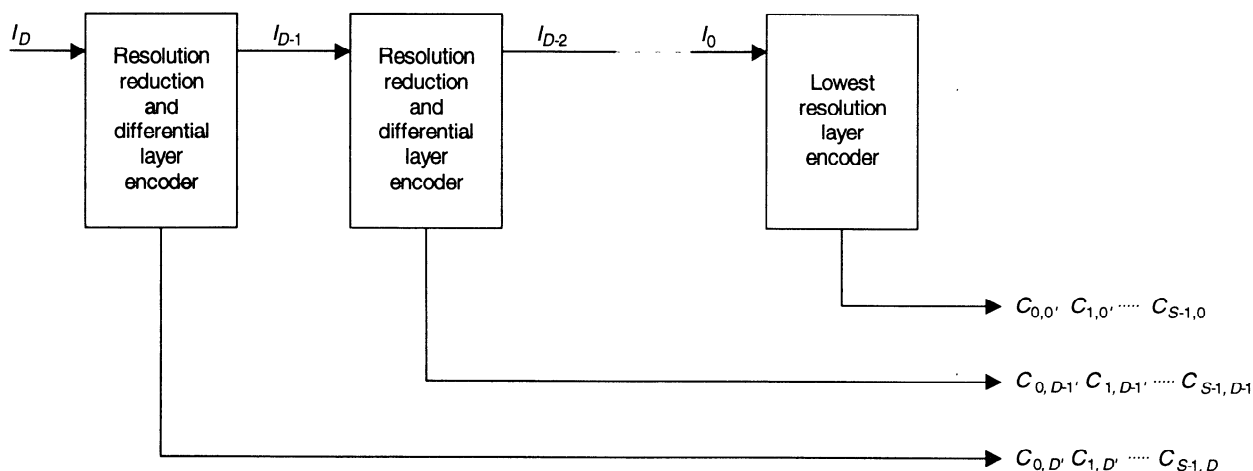 I_D
I_D-1
I_D-2
I_0
Resolution
reduction
and
differential
layer
encoder
Resolution
reduction
and
differential
layer
encoder
Lowest
resolution
layer
encoder
C_0,0, C_1,0, ..... C_S-1,0
C_0,D-1, C_1,D-1, ..... C_S-1,D-1
C_0,D, C_1,D, ..... C_S-1,D